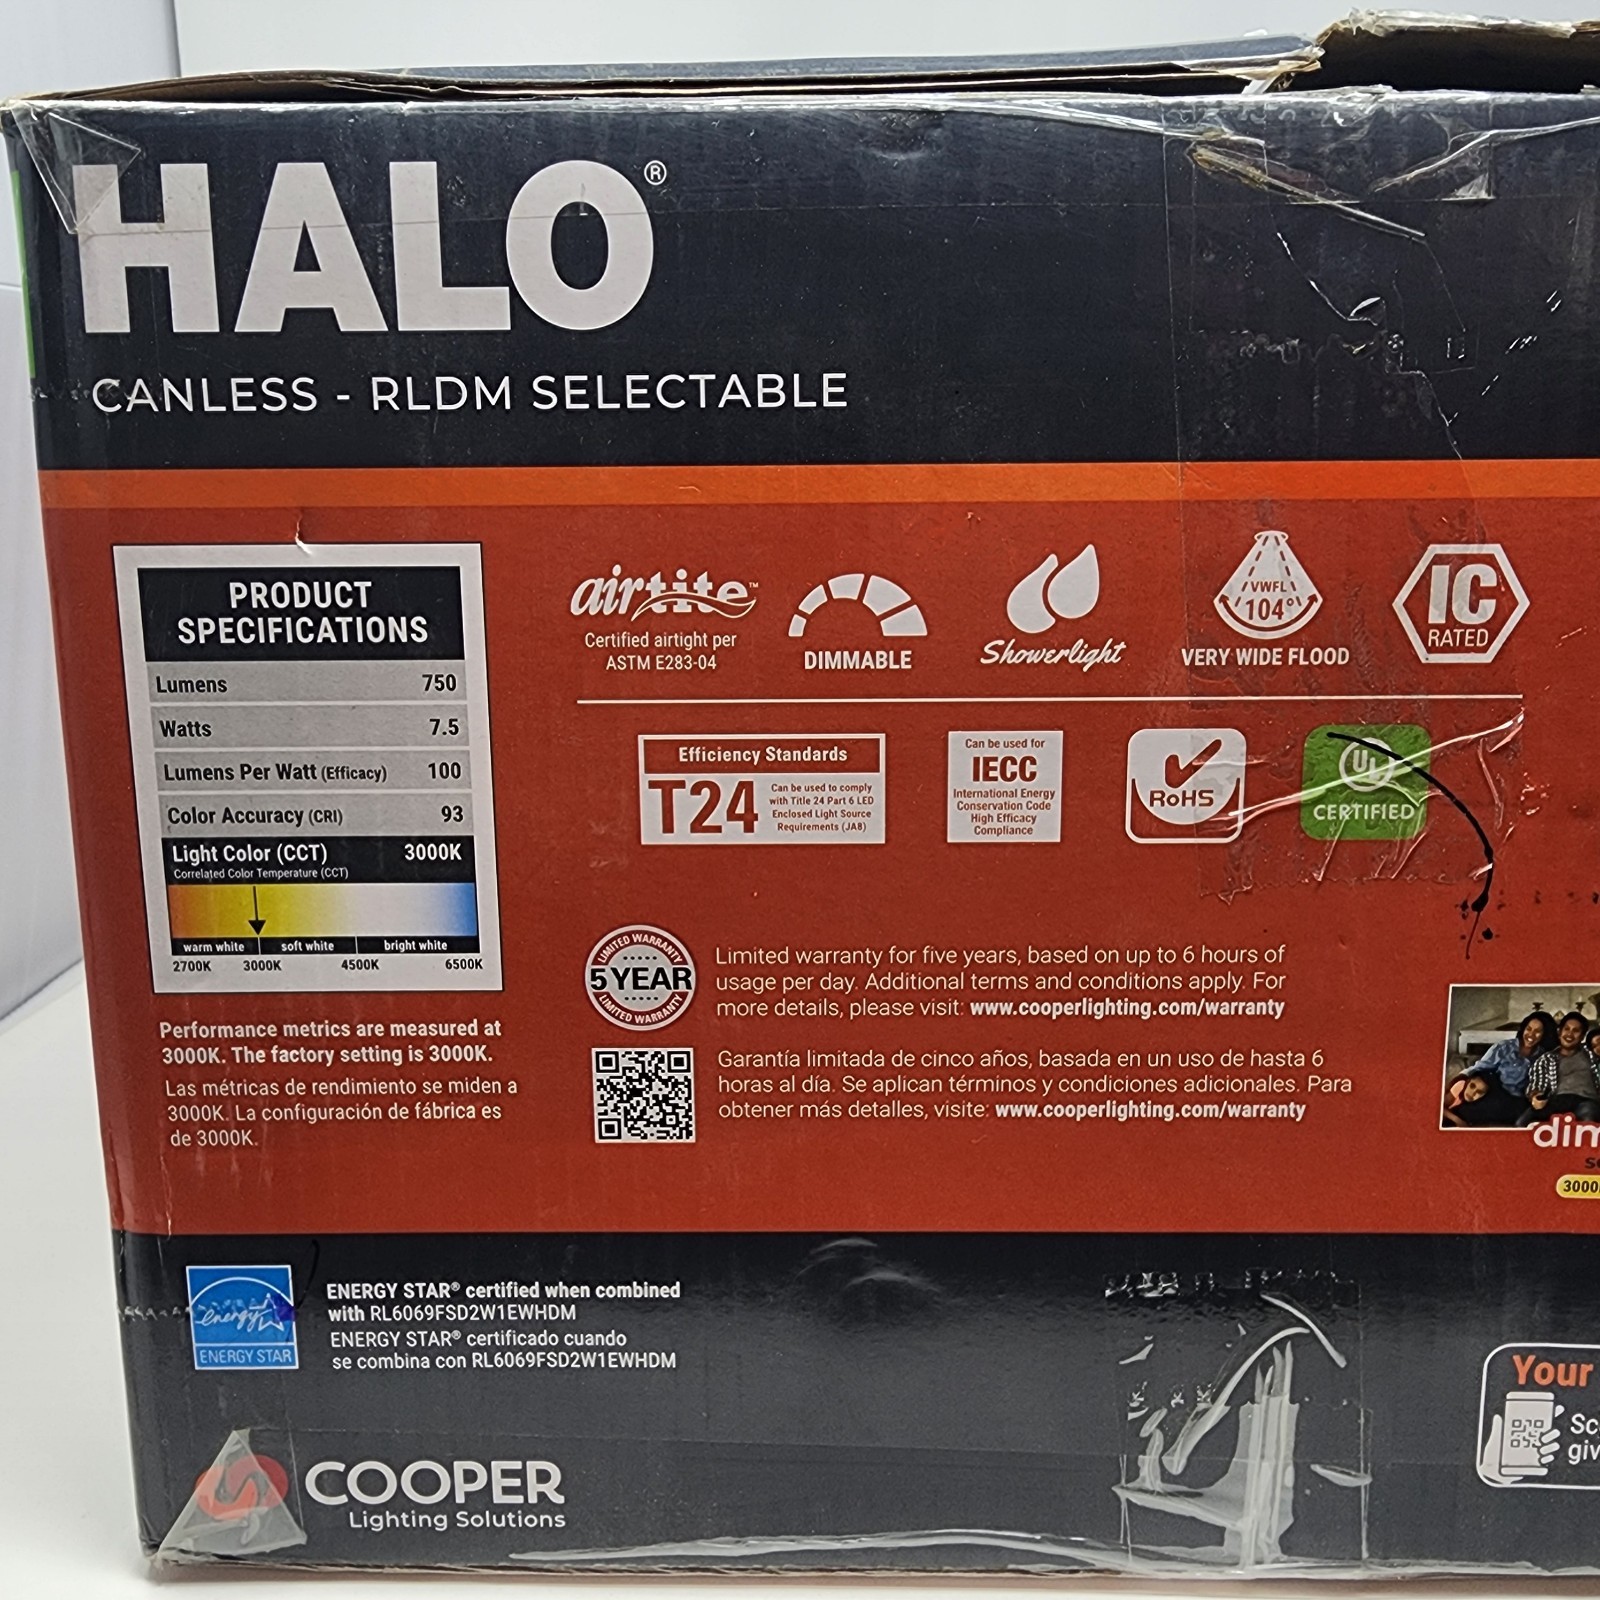 HALO®
CANLESS - RLDM SELECTABLE
PRODUCT
SPECIFICATIONS
Lumens 750
Watts 7.5
Lumens Per Watt (Efficacy) 100
Color Accuracy (CRI) 93
Light Color (CCT) 3000K
Correlated Color Temperature (CCT)
warm white soft white bright white
2700K 3000K 4500K 6500K
Performance metrics are measured at
3000K. The factory setting is 3000K.
Las métricas de rendimiento se miden a
3000K. La configuración de fábrica es
de 3000K.
airtite™
Certified airtight per
ASTM E283-04
DIMMABLE
Showerlight
VWFL
104°
VERY WIDE FLOOD
IC
RATED
Efficiency Standards
T24
Can be used to comply
with Title 24 Part 6 LED
Enclosed Light Source
Requirements (JA8)
Can be used for
IECC
International Energy
Conservation Code
High Efficacy
Compliance
RoHS
UL
CERTIFIED
LIMITED WARRANTY
5 YEAR
LIMITED WARRANTY
Limited warranty for five years, based on up to 6 hours of
usage per day. Additional terms and conditions apply. For
more details, please visit: www.cooperlighting.com/warranty
Garantía limitada de cinco años, basada en un uso de hasta 6
horas al día. Se aplican términos y condiciones adicionales. Para
obtener más detalles, visite: www.cooperlighting.com/warranty
dim
3000
energy
ENERGY STAR
ENERGY STAR® certified when combined
with RL6069FSD2W1EWHDM
ENERGY STAR® certificado cuando
se combina con RL6069FSD2W1EWHDM
COOPER
Lighting Solutions
Your
Sc
giv